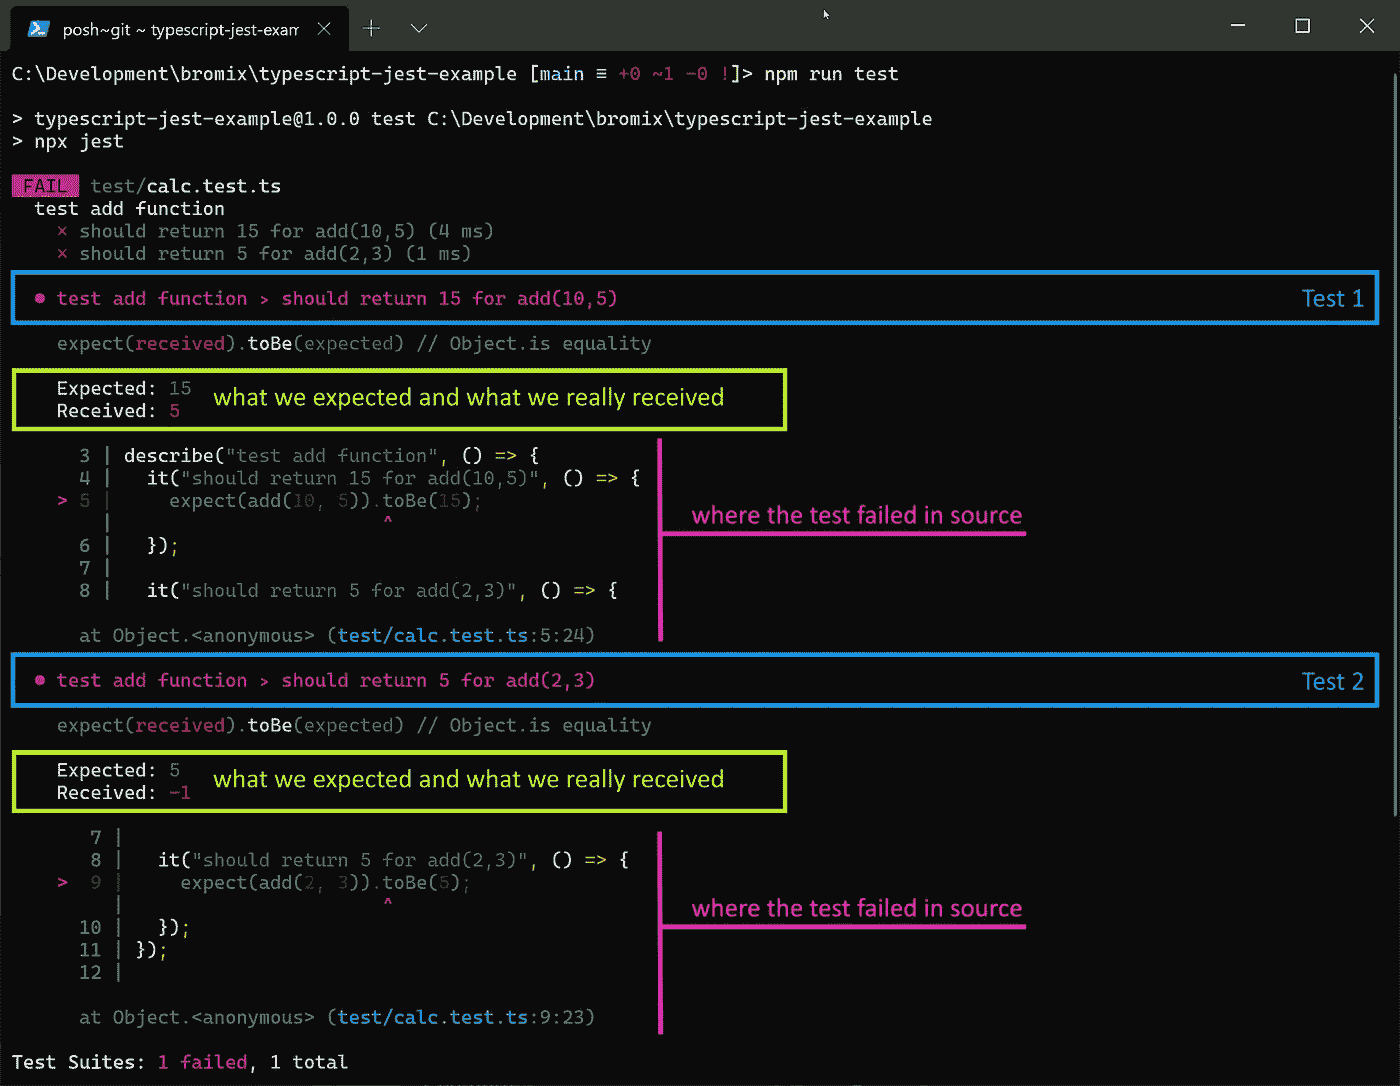 posh~git ~ typescript-jest-exam
C:\Development\bromix\typescript-jest-example [main ≡ +0 ~1 -0 !]> npm run test
> typescript-jest-example@1.0.0 test C:\Development\bromix\typescript-jest-example
> npx jest
FAIL test/calc.test.ts
test add function
× should return 15 for add(10,5) (4 ms)
× should return 5 for add(2,3) (1 ms)
● test add function > should return 15 for add(10,5) Test 1
expect(received).toBe(expected) // Object.is equality
Expected: 15
Received: 5
what we expected and what we really received
3 | describe("test add function", () => {
4 | it("should return 15 for add(10,5)", () => {
> 5 | expect(add(10, 5)).toBe(15);
| ^
6 | });
7 |
8 | it("should return 5 for add(2,3)", () => {
where the test failed in source
at Object.<anonymous> (test/calc.test.ts:5:24)
● test add function > should return 5 for add(2,3) Test 2
expect(received).toBe(expected) // Object.is equality
Expected: 5
Received: -1
what we expected and what we really received
7 |
8 | it("should return 5 for add(2,3)", () => {
> 9 | expect(add(2, 3)).toBe(5);
| ^
10 | });
11 | });
12 |
where the test failed in source
at Object.<anonymous> (test/calc.test.ts:9:23)
Test Suites: 1 failed, 1 total